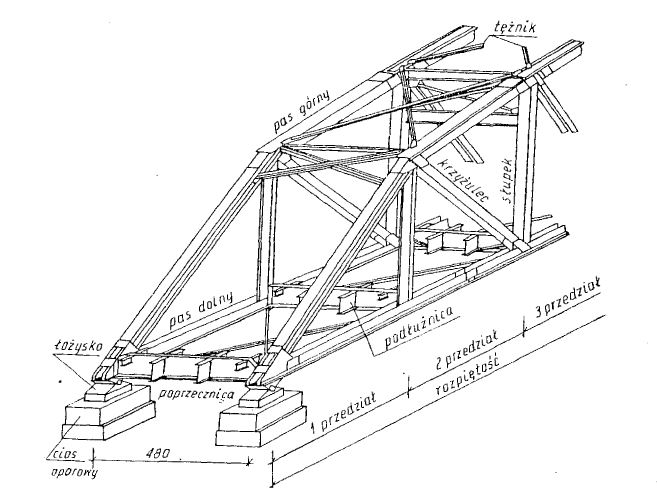 tężnik
pas górny
krzyżulec
słupek
pas dolny
podłużnica
łożysko
poprzecznica
1 przedział
2 przedział
3 przedział
rozpiętość
480
cios
oporowy